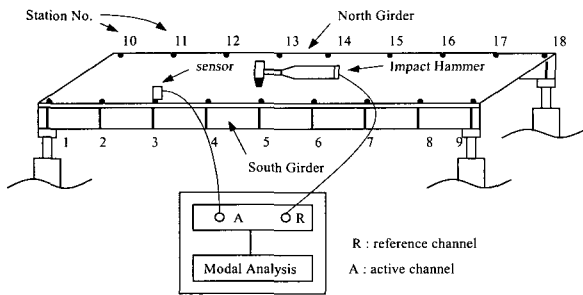 Station No.
North Girder
10 11 12 13 14 15 16 17 18
sensor
Impact Hammer
1 2 3 4 5 6 7 8 9
South Girder
A R
R : reference channel
Modal Analysis
A : active channel